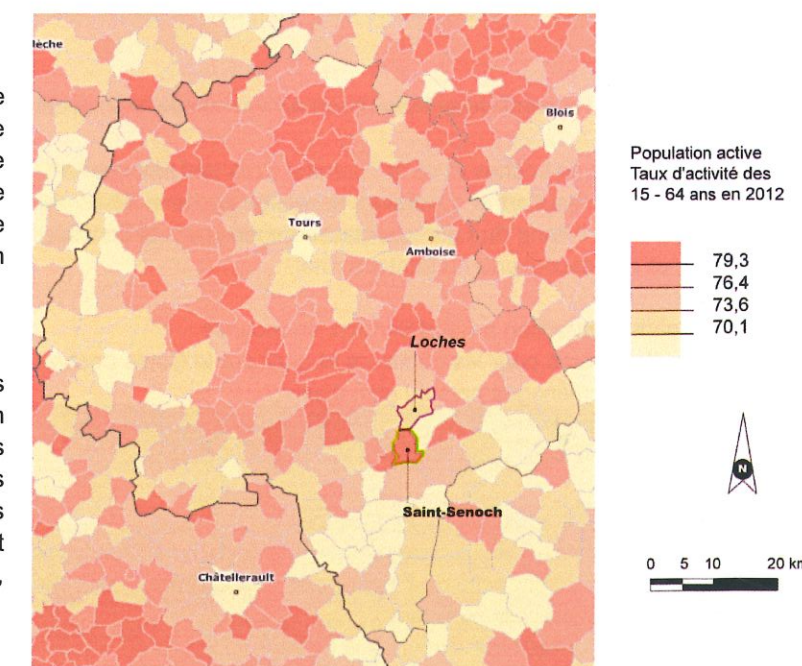 lèche
e
e
e
e
e
n
s
n
s
s
s
t
,
Blois
Tours
Amboise
Loches
Saint-Senoch
Châtellerault
Population active
Taux d'activité des
15 - 64 ans en 2012
79,3
76,4
73,6
70,1
N
0 5 10 20 km